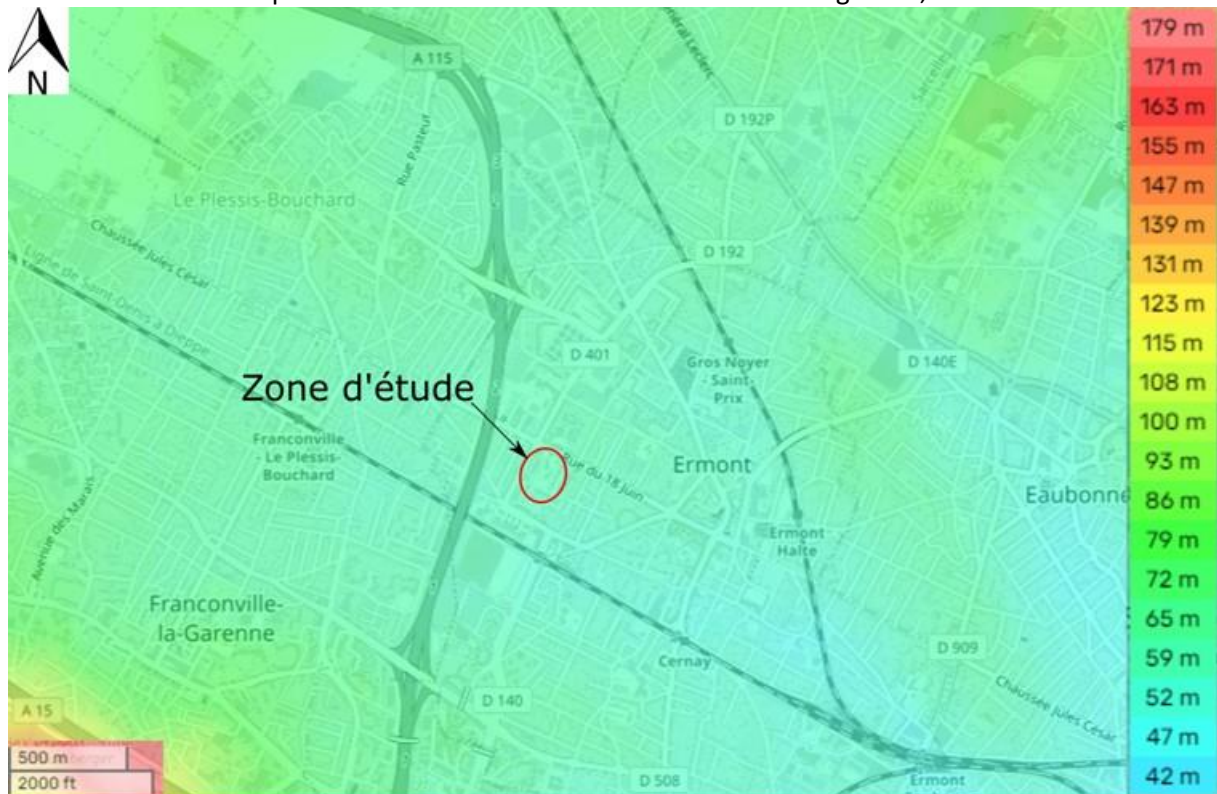 N
A 115
Rue Pasteur
D 192P
Sarcelle
Le Plessis-Bouchard
Chaussée Jules César
Ligne de Saint-Denis à Dieppe
D 192
D 401
Gros Noyer
- Saint-
Prix
D 140E
Zone d'étude
Franconville
- Le Plessis-
Bouchard
Rue du 18 Juin
Ermont
Eaubonne
Avenue des Marais
Ermont
Halte
Franconville-
la-Garenne
Cernay
D 909
Chaussée Jules César
D 140
A 15
500 m
2000 ft
D 508
Ermont
179 m
171 m
163 m
155 m
147 m
139 m
131 m
123 m
115 m
108 m
100 m
93 m
86 m
79 m
72 m
65 m
59 m
52 m
47 m
42 m